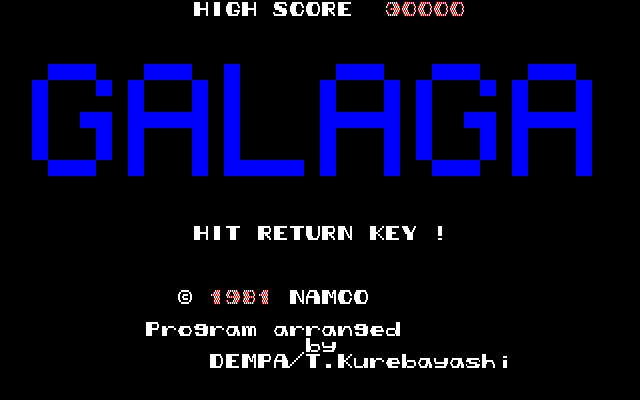 HIGH SCORE 30000
GALAGA
HIT RETURN KEY !
© 1981 NAMCO
Program arranged
by
DEMPA/T.Kurebayashi